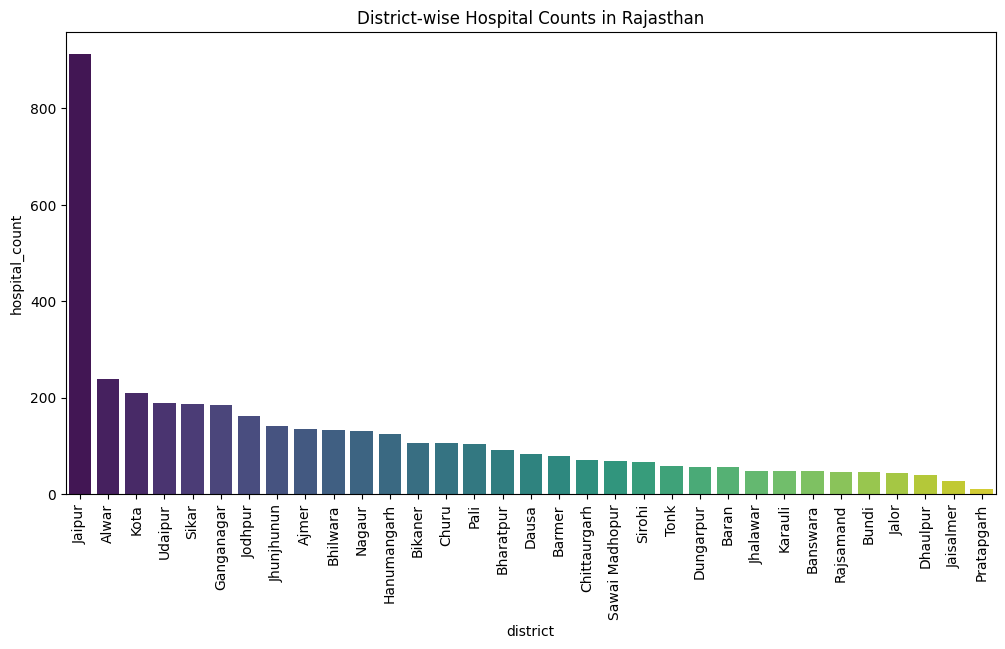 District-wise Hospital Counts in Rajasthan
hospital_count
800
600
400
200
0
Jaipur
Alwar
Kota
Udaipur
Sikar
Ganganagar
Jodhpur
Jhunjhunun
Ajmer
Bhilwara
Nagaur
Hanumangarh
Bikaner
Churu
Pali
Bharatpur
Dausa
Barmer
Chittaurgarh
Sawai Madhopur
Sirohi
Tonk
Dungarpur
Baran
Jhalawar
Karauli
Banswara
Rajsamand
Bundi
Jalor
Dhaulpur
Jaisalmer
Pratapgarh
district